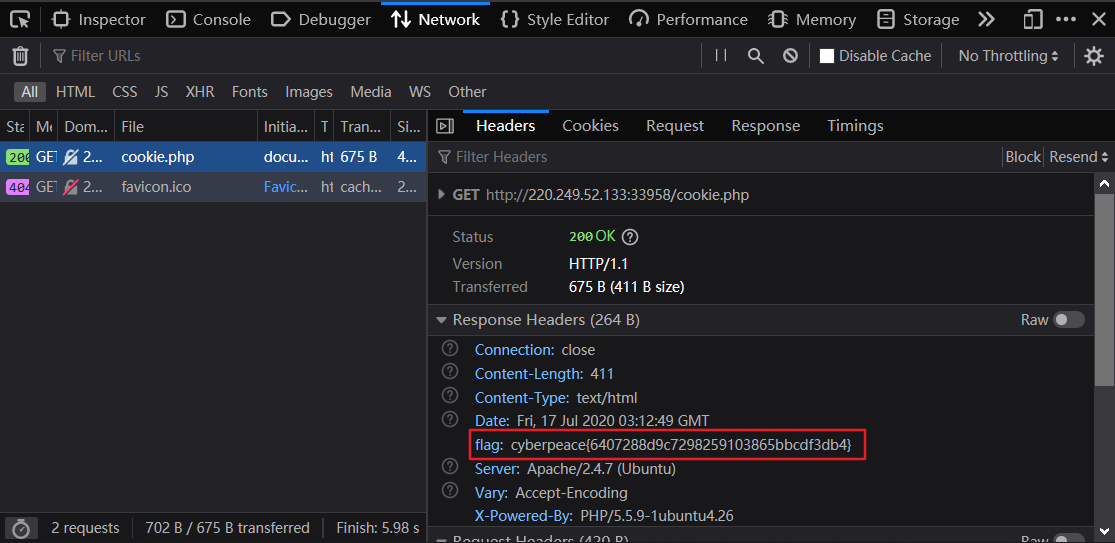 Inspector Console Debugger Network Style Editor Performance Memory Storage
Filter URLs Disable Cache No Throttling
All HTML CSS JS XHR Fonts Images Media WS Other
Sta Me Dom... File Initia... T Tran... Si... Headers Cookies Request Response Timings
200 GET 2... cookie.php docu... ht 675 B 4... Filter Headers Block Resend
404 GET 2... favicon.ico Favic... ht cach... 2...
GET http://220.249.52.133:33958/cookie.php
Status 200 OK
Version HTTP/1.1
Transferred 675 B (411 B size)
Response Headers (264 B) Raw
Connection: close
Content-Length: 411
Content-Type: text/html
Date: Fri, 17 Jul 2020 03:12:49 GMT
flag: cyberpeace{6407288d9c7298259103865bbcdf3db4}
Server: Apache/2.4.7 (Ubuntu)
Vary: Accept-Encoding
X-Powered-By: PHP/5.5.9-1ubuntu4.26
2 requests 702 B / 675 B transferred Finish: 5.98 s Request Headers (420 B) Raw